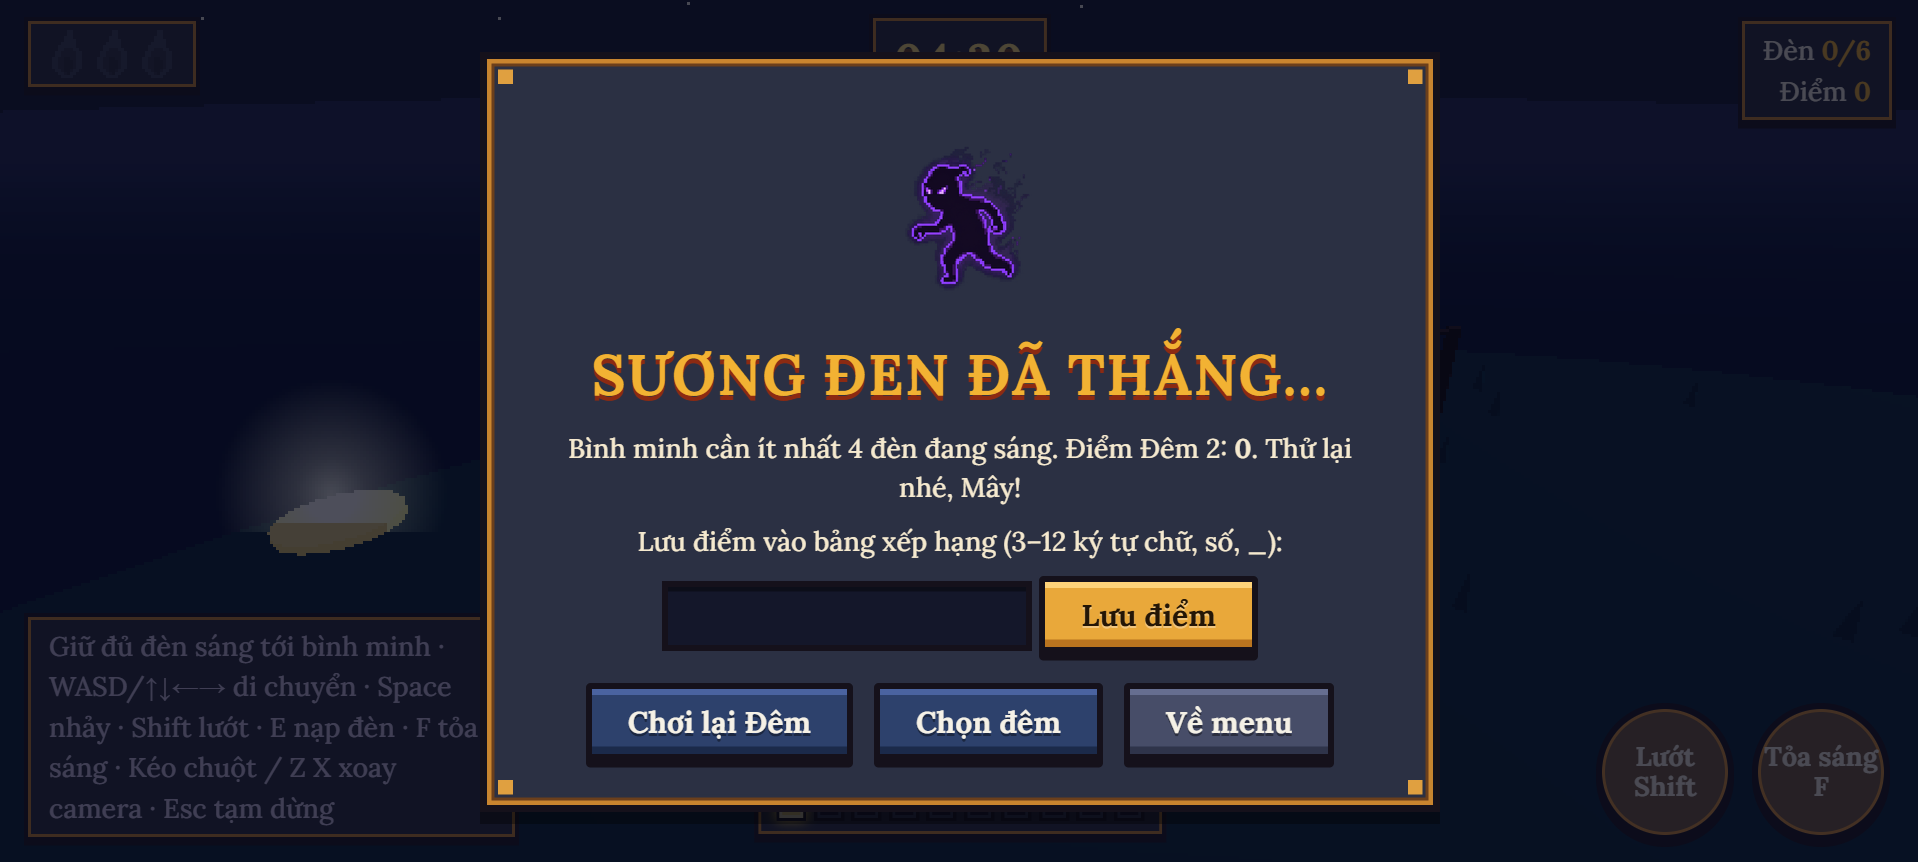 Đèn 0/6
Điểm 0
SƯƠNG ĐEN ĐÃ THẮNG...
Bình minh cần ít nhất 4 đèn đang sáng. Điểm Đêm 2: 0. Thử lại
nhé, Mây!
Lưu điểm vào bảng xếp hạng (3–12 ký tự chữ, số, _):
Lưu điểm
Chơi lại Đêm
Chọn đêm
Về menu
Giữ đủ đèn sáng tới bình minh ·
WASD/↑↓←→ di chuyển · Space
nhảy · Shift lướt · E nạp đèn · F tỏa
sáng · Kéo chuột / Z X xoay
camera · Esc tạm dừng
Lướt
Shift
Tỏa sáng
F